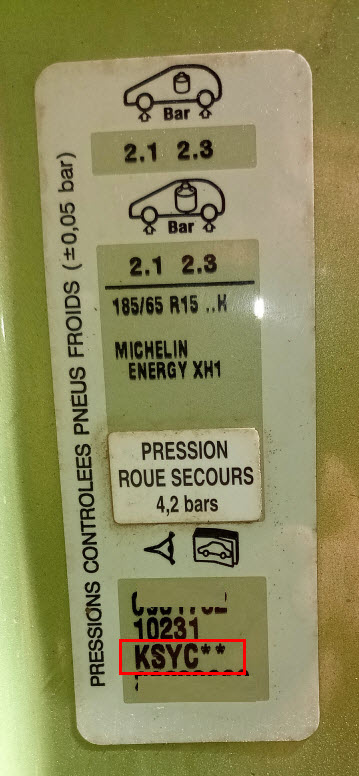 Bar
2.1 2.3
Bar
2.1 2.3
185/65 R15 ..H
MICHELIN
ENERGY XH1
PRESSION
ROUE SECOURS
4,2 bars
10231
KSYC**
PRESSIONS CONTROLEES PNEUS FROIDS (±0,05 bar)